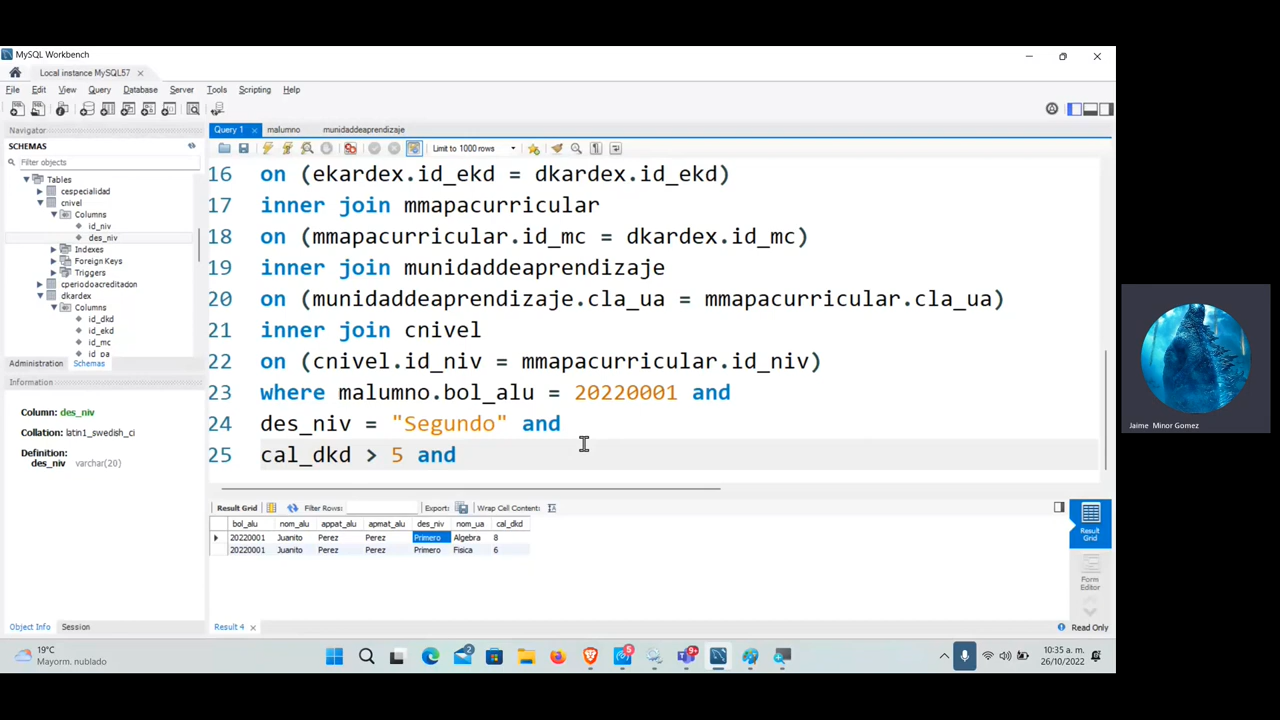 MySQL Workbench
Local instance MySQL57
File Edit View Query Database Server Tools Scripting Help
Navigator
SCHEMAS
Filter objects
Tables
cespecialidad
cnivel
Columns
id_niv
des_niv
Indexes
Foreign Keys
Triggers
cperiodoacreditadon
dkardex
Columns
id_dkd
id_ekd
id_mc
id_pa
Administration Schemas
Information
Column: des_niv
Collation: latin1_swedish_ci
Definition:
des_niv varchar(20)
Object Info Session
Query 1 malumno munidaddeaprendizaje
Limit to 1000 rows
16 on (ekardex.id_ekd = dkardex.id_ekd)
17 inner join mmapacurricular
18 on (mmapacurricular.id_mc = dkardex.id_mc)
19 inner join munidaddeaprendizaje
20 on (munidaddeaprendizaje.cla_ua = mmapacurricular.cla_ua)
21 inner join cnivel
22 on (cnivel.id_niv = mmapacurricular.id_niv)
23 where malumno.bol_alu = 20220001 and
24 des_niv = "Segundo" and
25 cal_dkd > 5 and
Result Grid Filter Rows: Export: Wrap Cell Content:
bol_alu nom_alu appat_alu apmat_alu des_niv nom_ua cal_dkd
20220001 Juanito Perez Perez Primero Algebra 8
20220001 Juanito Perez Perez Primero Fisica 6
Result Grid
Form Editor
Result 4
Read Only
Jaime Minor Gomez
19°C
Mayorm. nublado
2
5
9+
10:35 a. m.
26/10/2022